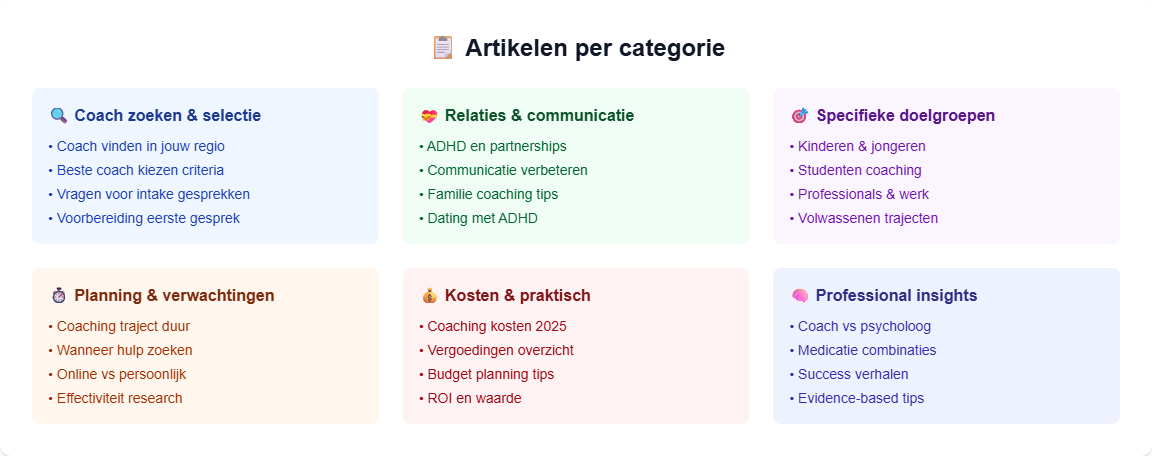 Artikelen per categorie
Coach zoeken & selectie
• Coach vinden in jouw regio
• Beste coach kiezen criteria
• Vragen voor intake gesprekken
• Voorbereiding eerste gesprek
Relaties & communicatie
• ADHD en partnerships
• Communicatie verbeteren
• Familie coaching tips
• Dating met ADHD
Specifieke doelgroepen
• Kinderen & jongeren
• Studenten coaching
• Professionals & werk
• Volwassenen trajecten
Planning & verwachtingen
• Coaching traject duur
• Wanneer hulp zoeken
• Online vs persoonlijk
• Effectiviteit research
Kosten & praktisch
• Coaching kosten 2025
• Vergoedingen overzicht
• Budget planning tips
• ROI en waarde
Professional insights
• Coach vs psycholoog
• Medicatie combinaties
• Success verhalen
• Evidence-based tips